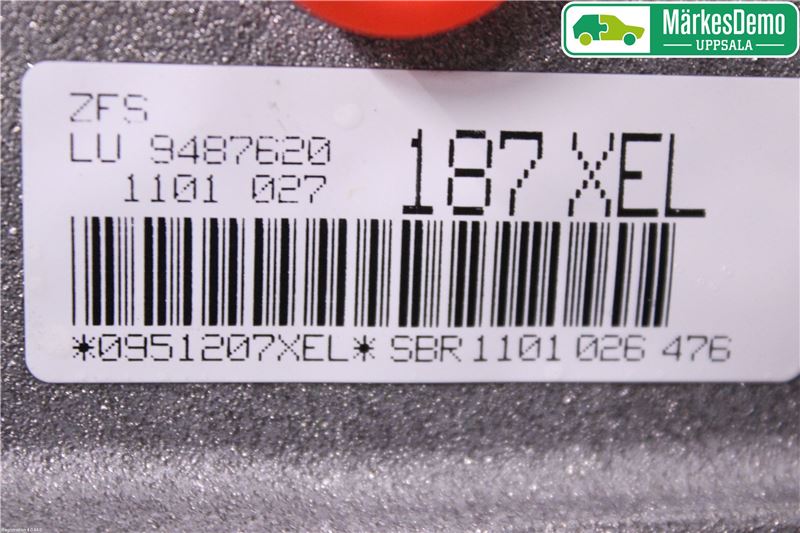 MärkesDemo
UPPSALA
ZFS
LU 9487620
1101 027
187 XEL
*0951207XEL* SBR 1101 026 476